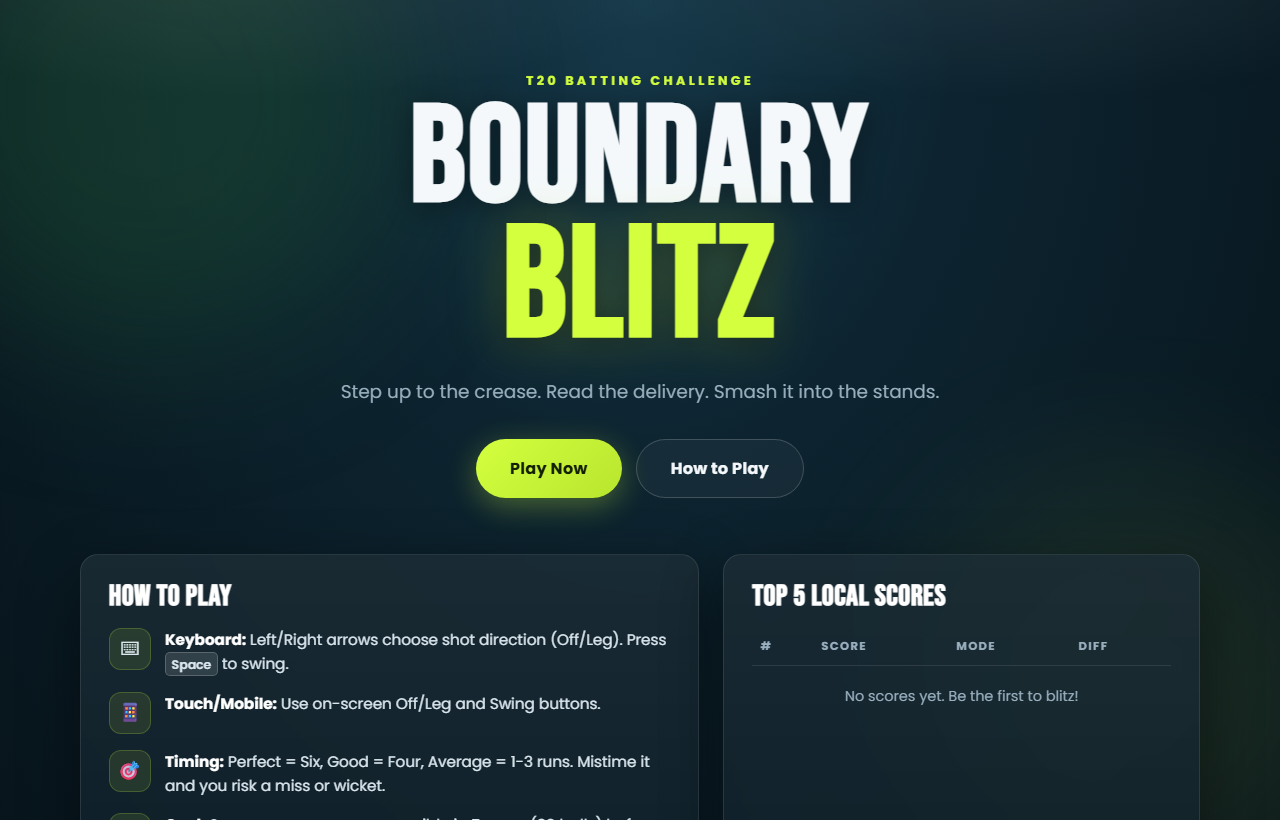 T20 BATTING CHALLENGE
BOUNDARY
BLITZ
Step up to the crease. Read the delivery. Smash it into the stands.
Play Now
How to Play
HOW TO PLAY
Keyboard: Left/Right arrows choose shot direction (Off/Leg). Press
Space to swing.
Touch/Mobile: Use on-screen Off/Leg and Swing buttons.
Timing: Perfect = Six, Good = Four, Average = 1-3 runs. Mistime it
and you risk a miss or wicket.
TOP 5 LOCAL SCORES
# SCORE MODE DIFF
No scores yet. Be the first to blitz!